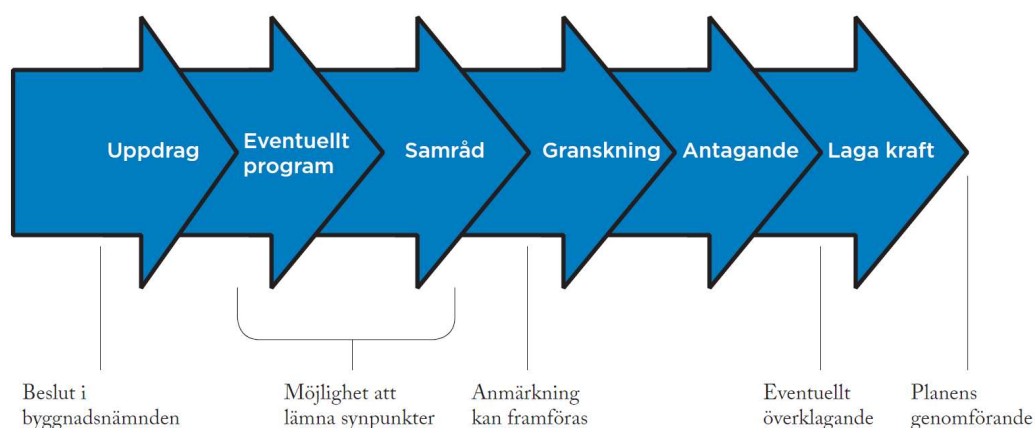 Uppdrag
Eventuellt
program
Samråd
Granskning
Antagande
Laga kraft
Beslut i
byggnadsnämnden
Möjlighet att
lämna synpunkter
Anmärkning
kan framföras
Eventuellt
överklagande
Planens
genomförande